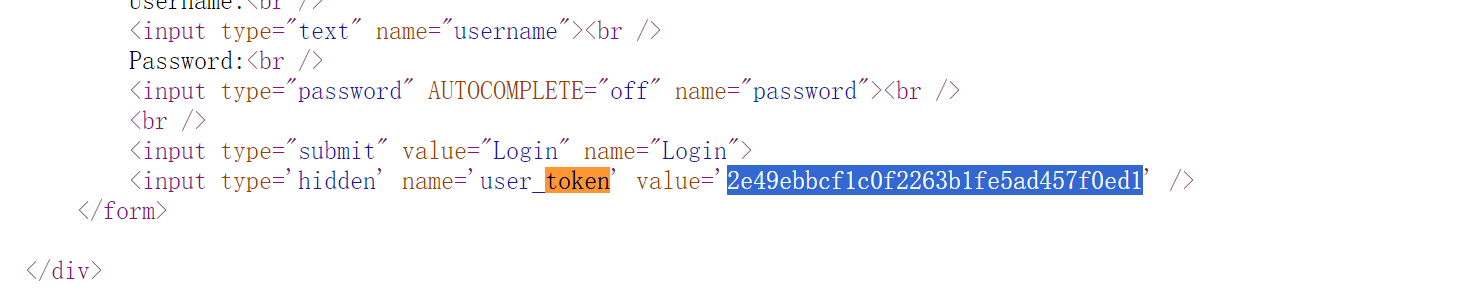 Username:<br />
<input type="text" name="username"><br />
Password:<br />
<input type="password" AUTOCOMPLETE="off" name="password"><br />
<br />
<input type="submit" value="Login" name="Login">
<input type='hidden' name='user_token' value='2e49ebbcf1c0f2263b1fe5ad457f0ed1' />
</form>
</div>